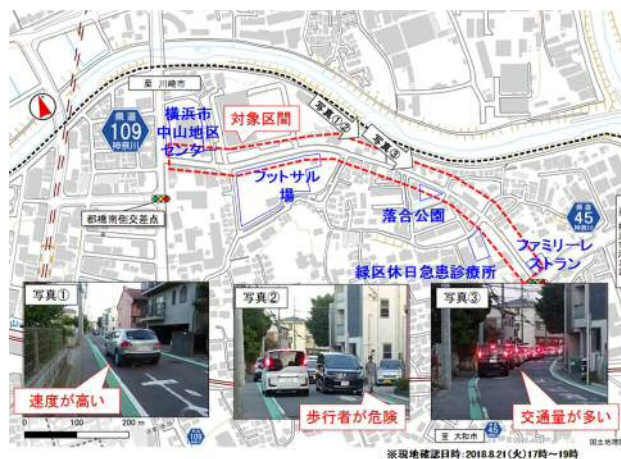 至 川崎市
県道
109
神奈川
横浜市
中山地区
センター
対象区間
写真①②
写真③
フットサル
場
都橋南側交差点
落合公園
県道
45
神奈川
ファミリーレ
ストラン
緑区休日急患診療所
写真①
速度が高い
写真②
歩行者が危険
写真③
交通量が多い
0 100 200 m
109
至 大和市
45
国土地理院
※現地確認日時:2018.8.21(火)17時~19時